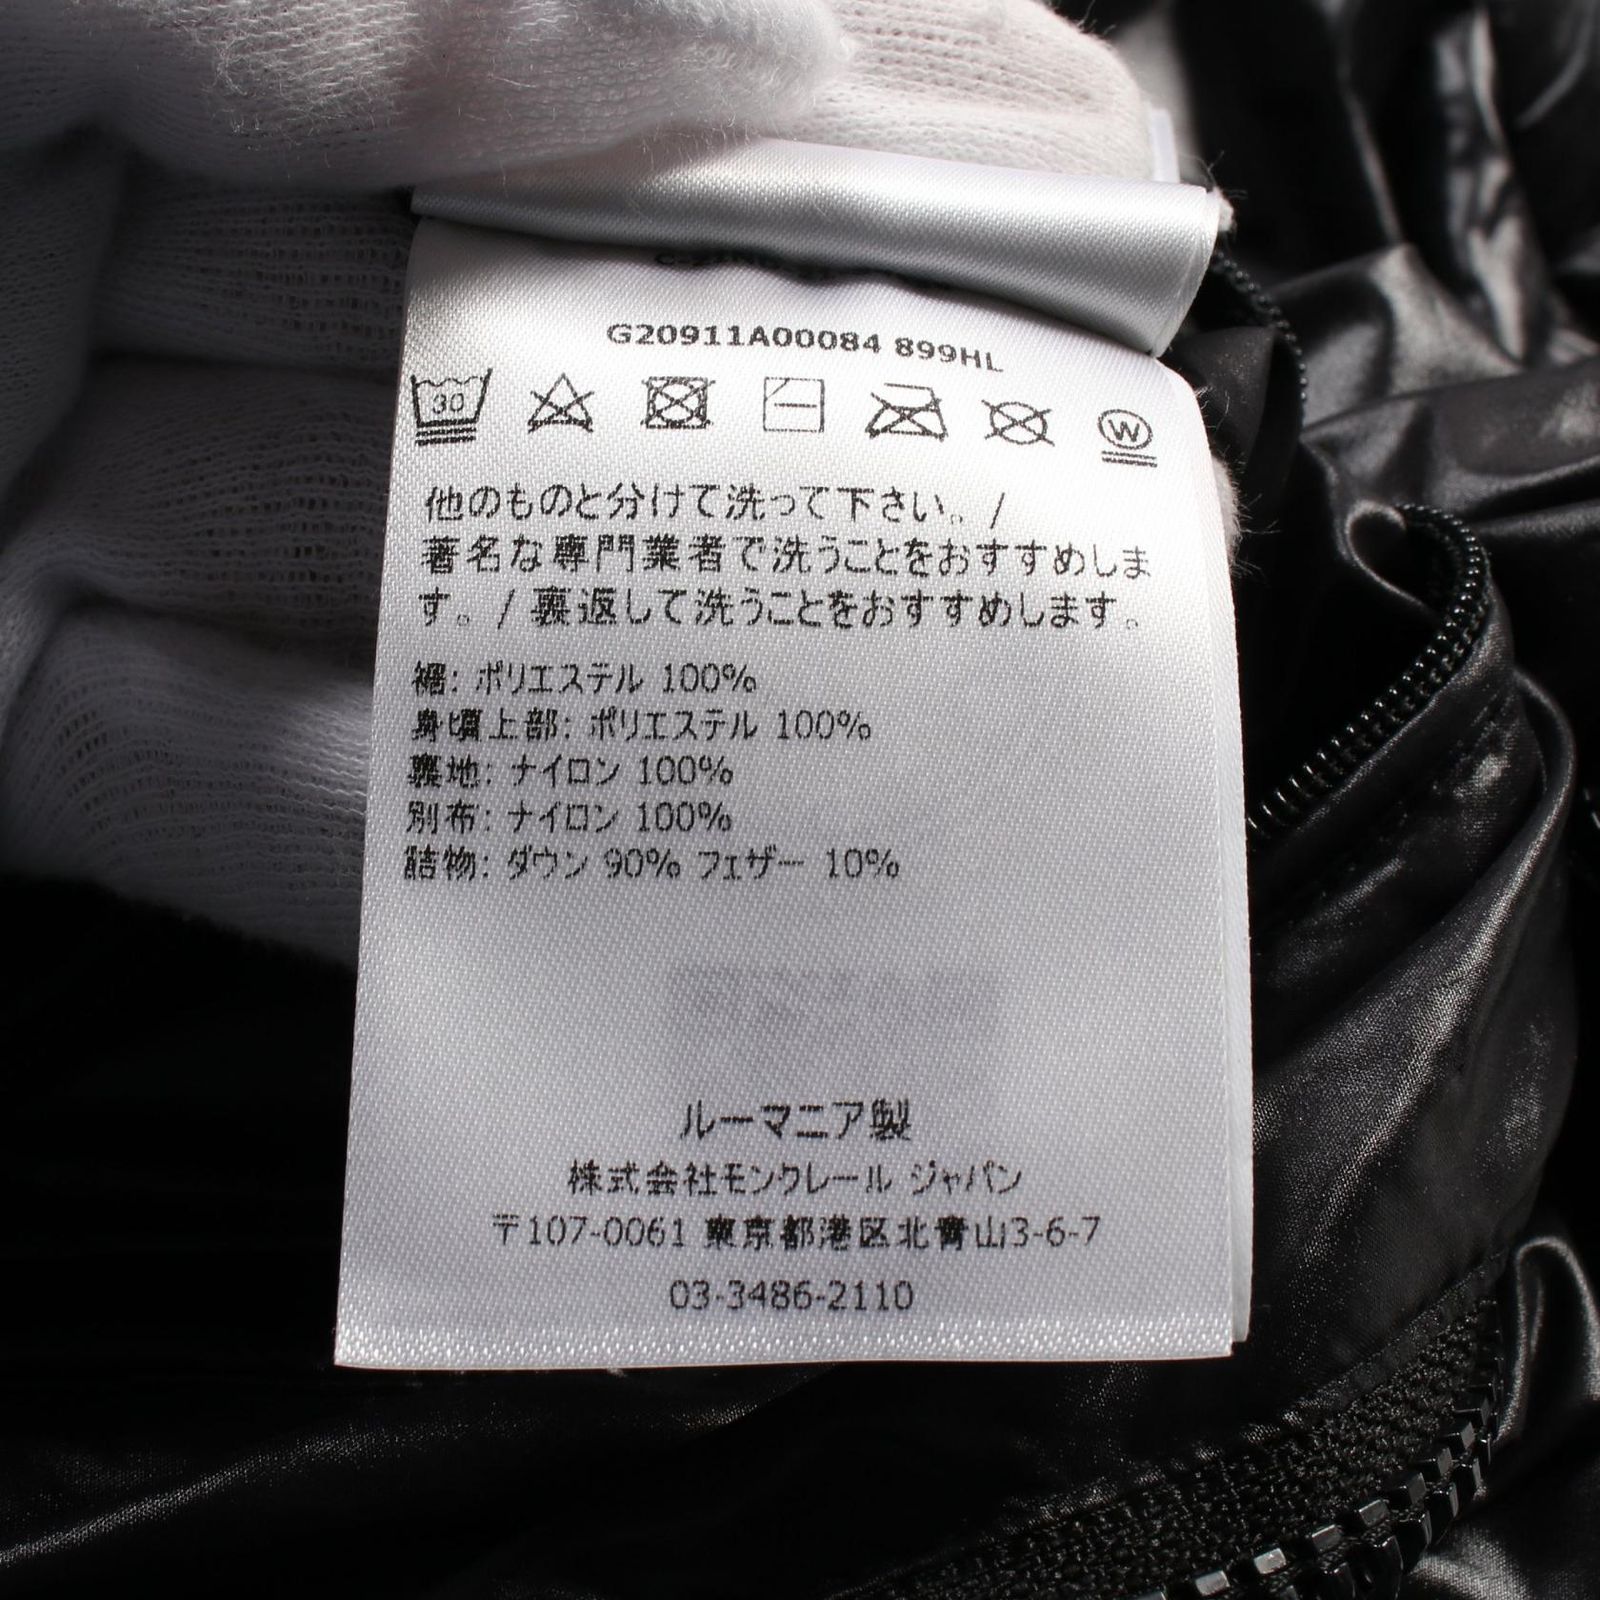 G20911A00084 899HL
30
W
他のものと分けて洗って下さい。/
著名な専門業者で洗うことをおすすめしま
す。/ 裏返して洗うことをおすすめします。
裾: ポリエステル 100%
身頃上部: ポリエステル 100%
裏地: ナイロン 100%
別布: ナイロン 100%
詰物: ダウン 90% フェザー 10%
ルーマニア製
株式会社モンクレール ジャパン
〒107-0061 東京都港区北青山3-6-7
03-3486-2110